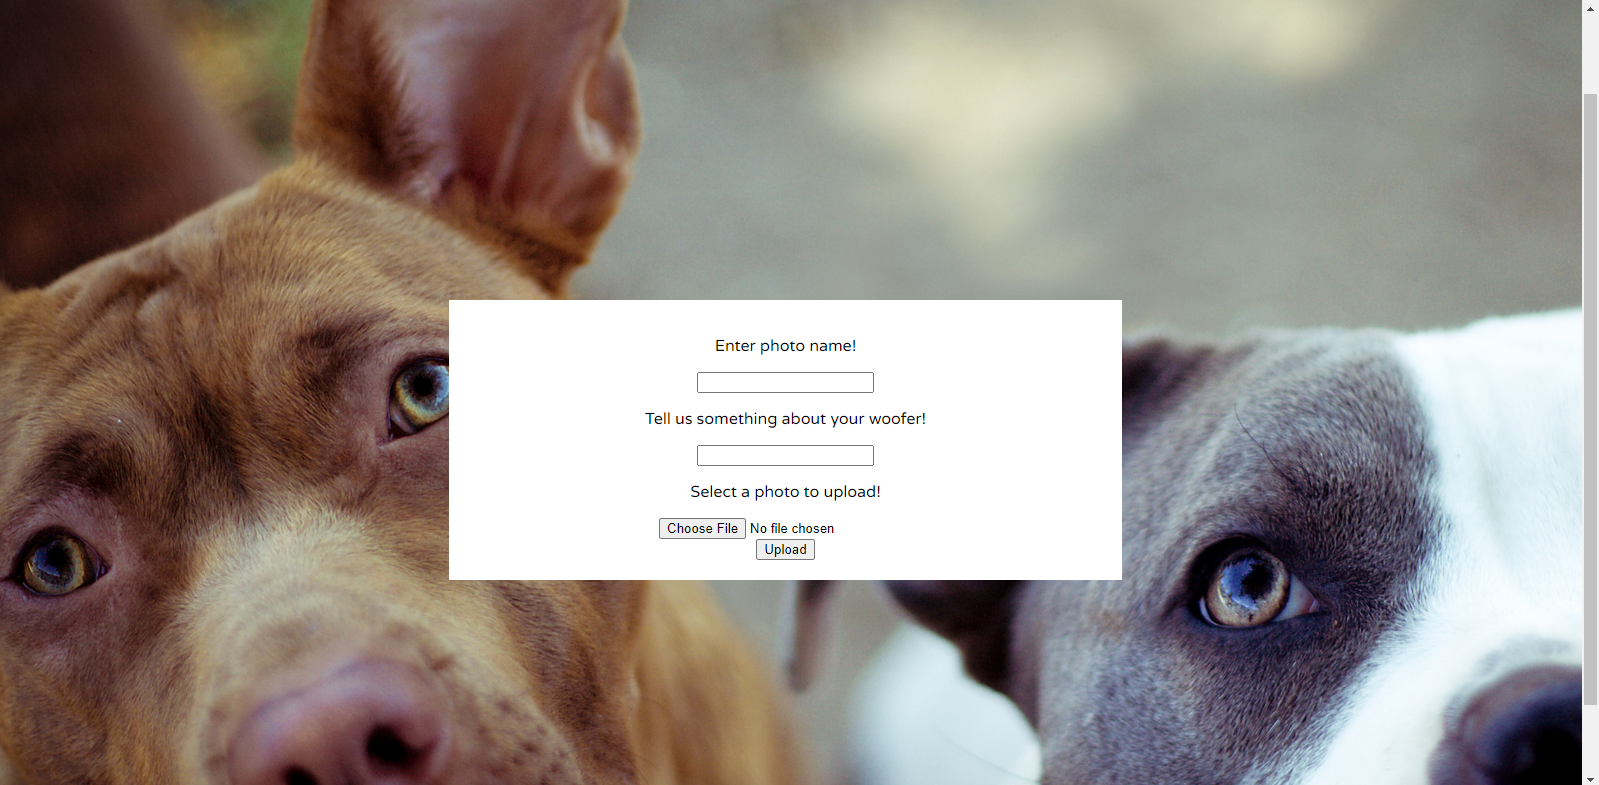 Enter photo name!
Tell us something about your woofer!
Select a photo to upload!
Choose File No file chosen
Upload